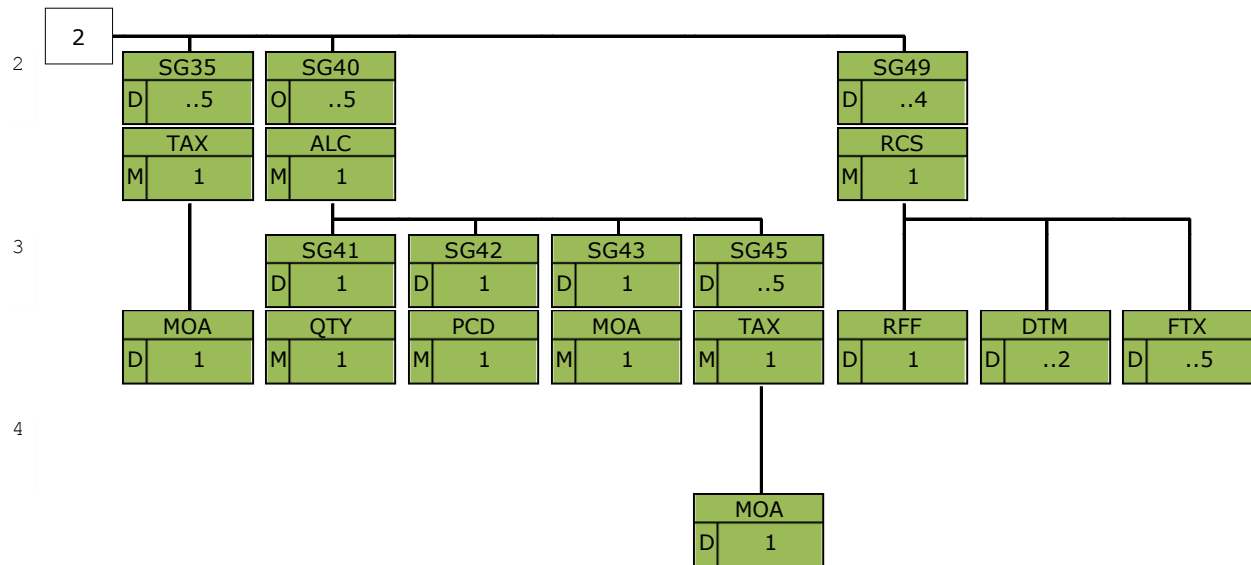 2
2
SG35 SG40 SG49
D ..5 O ..5 D ..4
TAX ALC RCS
M 1 M 1 M 1
3
SG41 SG42 SG43 SG45
D 1 D 1 D 1 D ..5
MOA QTY PCD MOA TAX RFF DTM FTX
D 1 M 1 M 1 M 1 M 1 D 1 D ..2 D ..5
4
MOA
D 1